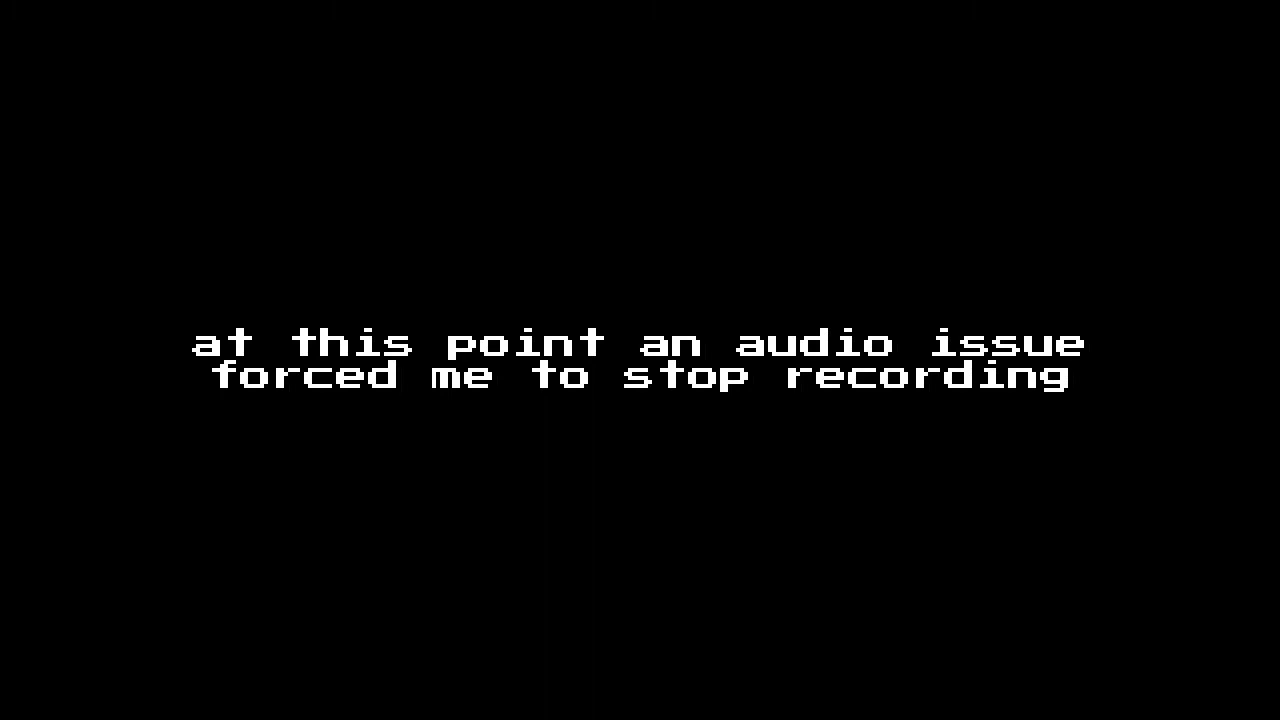 at this point an audio issue
forced me to stop recording